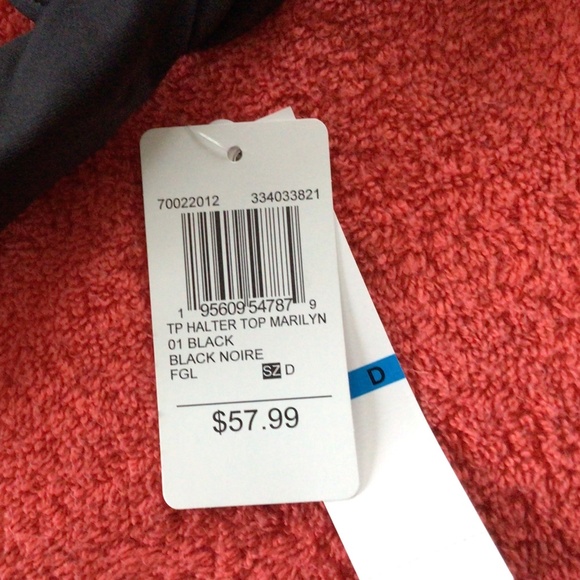 70022012 334033821
1 95609 54787 9
TP HALTER TOP MARILYN
01 BLACK
BLACK NOIRE
FGL SZ D
$57.99
D